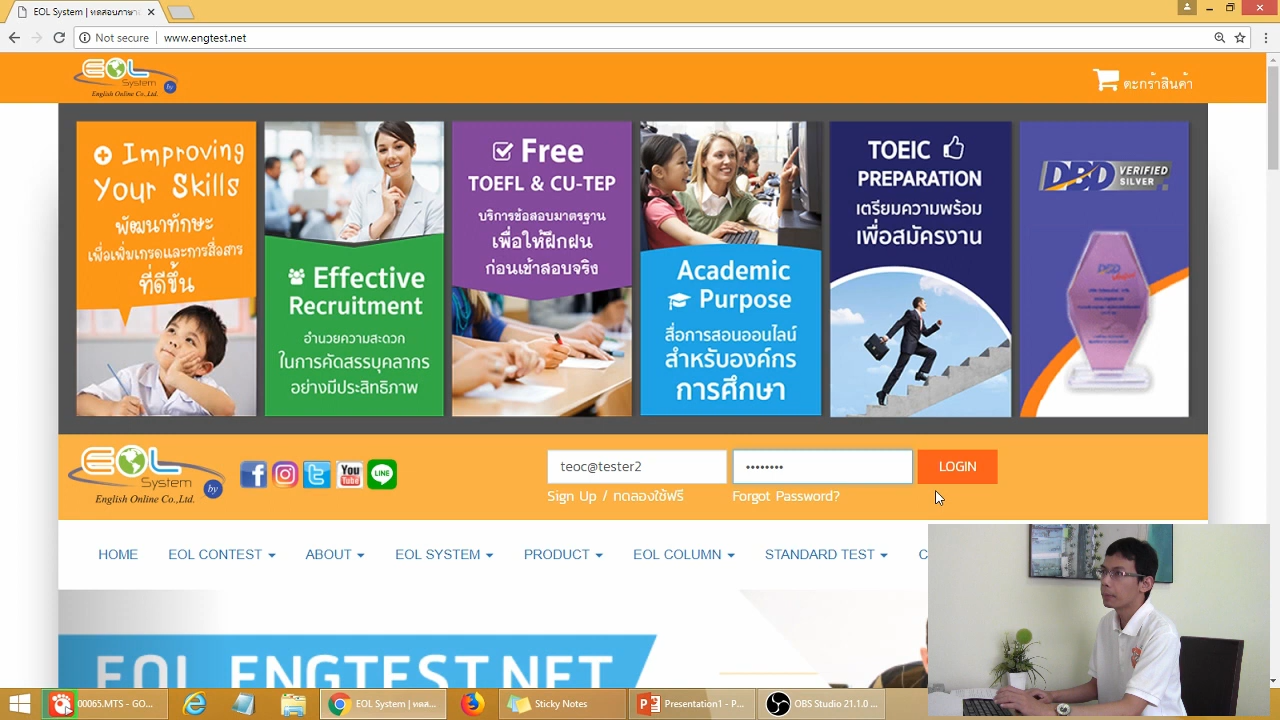 EOL System | ทดสอบภาษา
Not secure | www.engtest.net
EOL
System
by
English Online Co.,Ltd.
ตะกร้าสินค้า
Improving
Your Skills
พัฒนาทักษะ
เพื่อเพิ่มเกรดและการสื่อสาร
ที่ดีขึ้น
Effective
Recruitment
อำนวยความสะดวก
ในการคัดสรรบุคลากร
อย่างมีประสิทธิภาพ
Free
TOEFL & CU-TEP
บริการข้อสอบมาตรฐาน
เพื่อให้ฝึกฝน
ก่อนเข้าสอบจริง
Academic
Purpose
สื่อการสอนออนไลน์
สำหรับองค์กร
การศึกษา
TOEIC
PREPARATION
เตรียมความพร้อม
เพื่อสมัครงาน
DBD VERIFIED
SILVER
EOL
System
by
English Online Co.,Ltd.
You
Tube
LINE
teoc@tester2
••••••••
LOGIN
Sign Up / ทดลองใช้ฟรี
Forgot Password?
HOME EOL CONTEST ABOUT EOL SYSTEM PRODUCT EOL COLUMN STANDARD TEST C
EOL ENGTEST.NET
00065.MTS - GO... EOL System | ทดส... Sticky Notes Presentation1 - P... OBS Studio 21.1.0 ...